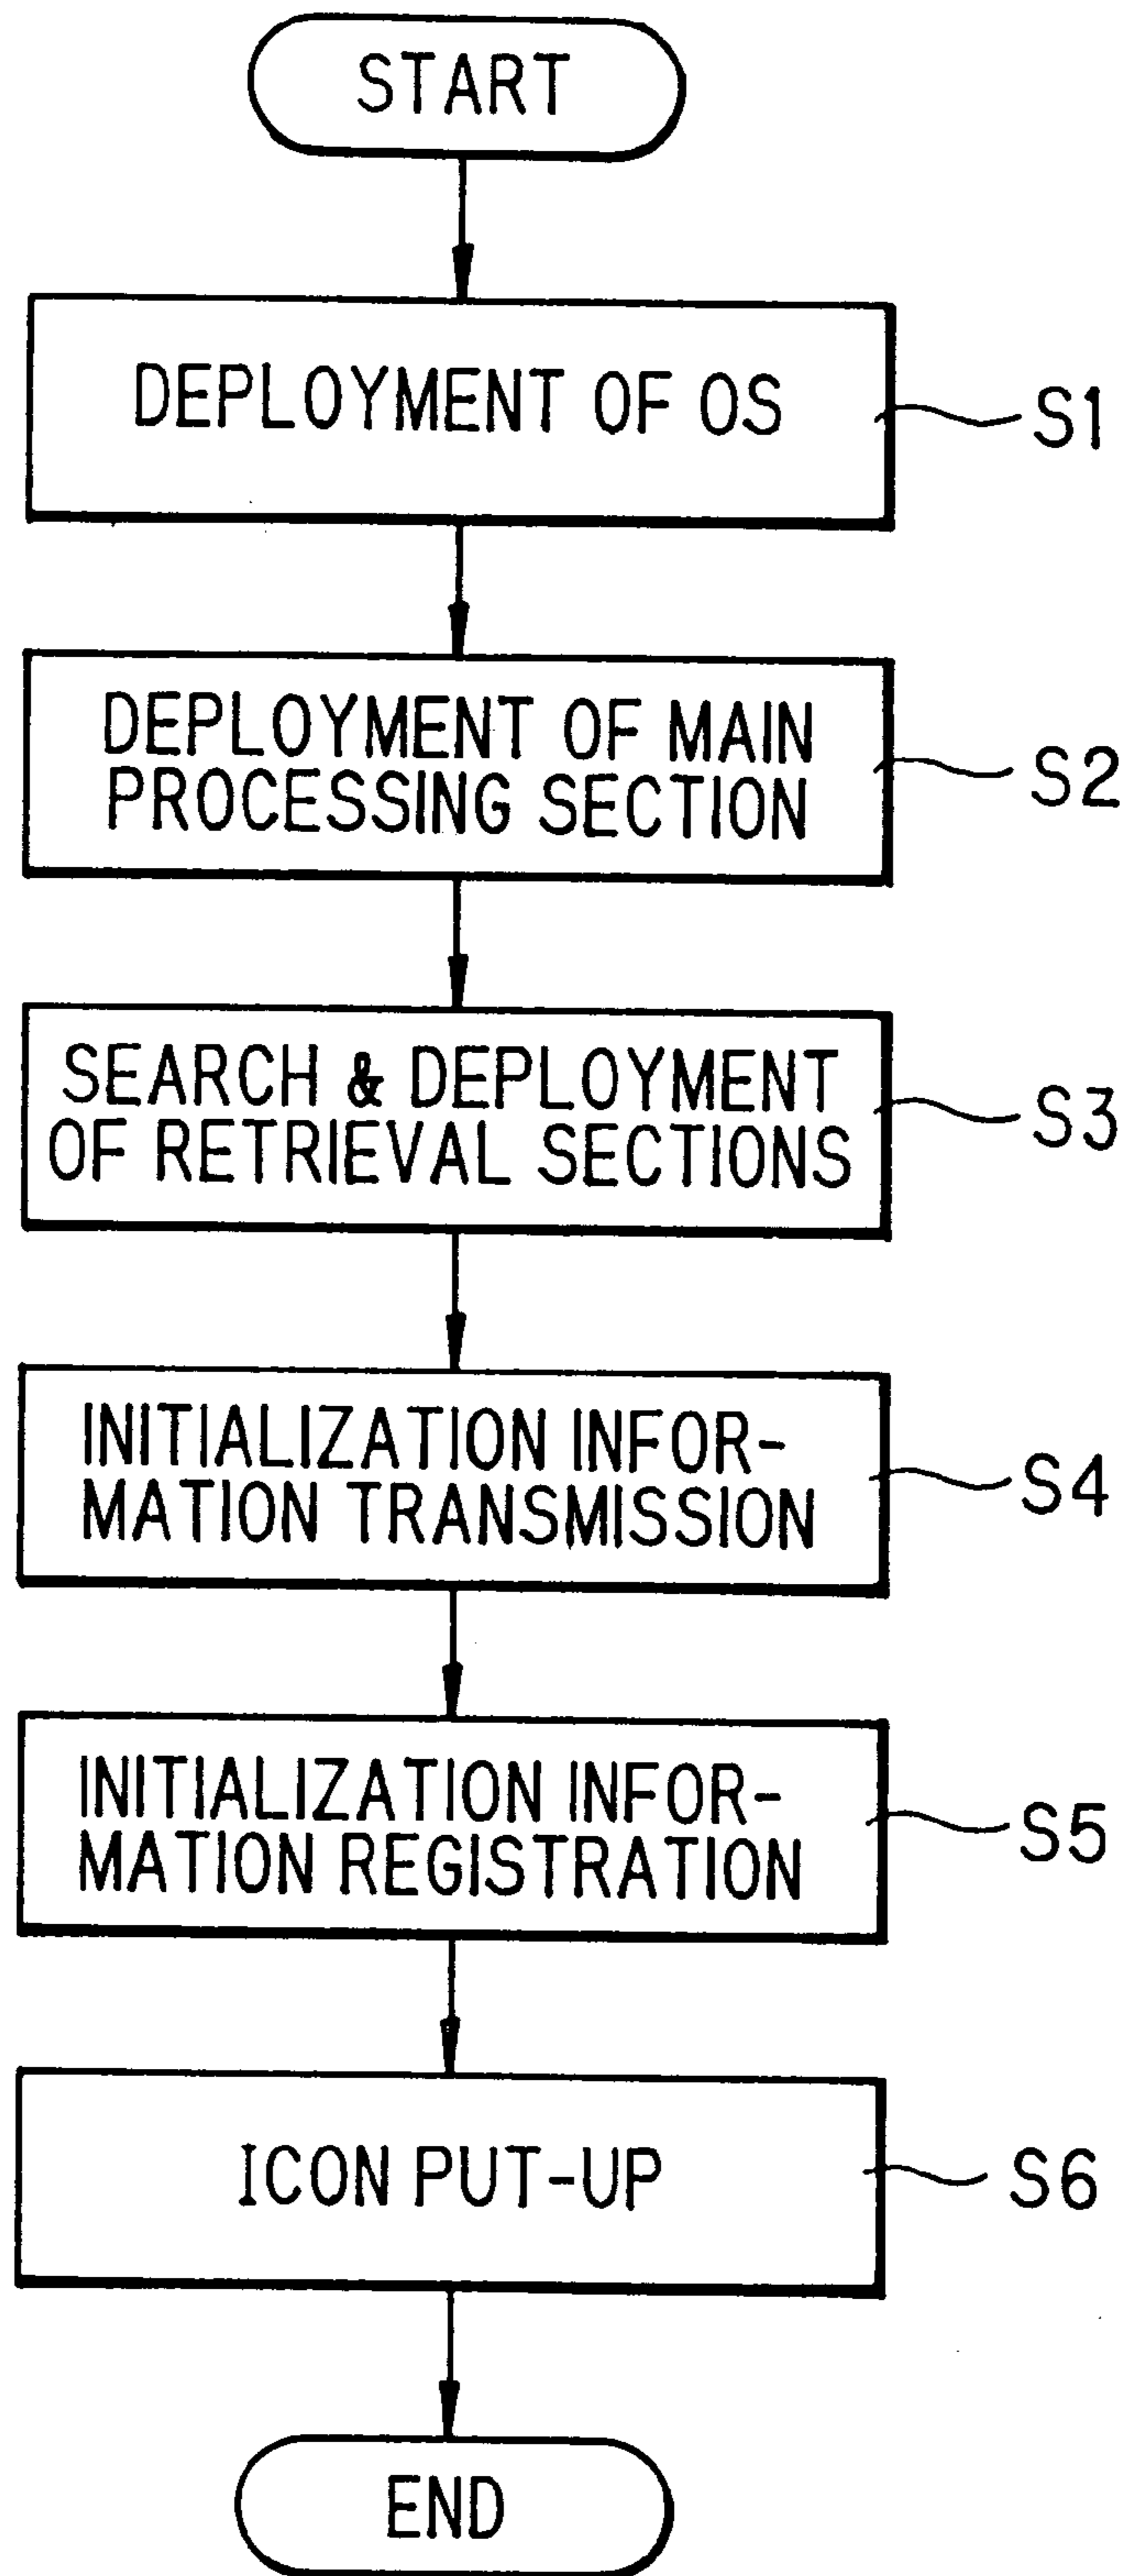 START
DEPLOYMENT OF OS
S1
DEPLOYMENT OF MAIN
PROCESSING SECTION
S2
SEARCH & DEPLOYMENT
OF RETRIEVAL SECTIONS
S3
INITIALIZATION INFOR-
MATION TRANSMISSION
S4
INITIALIZATION INFOR-
MATION REGISTRATION
S5
ICON PUT-UP
S6
END